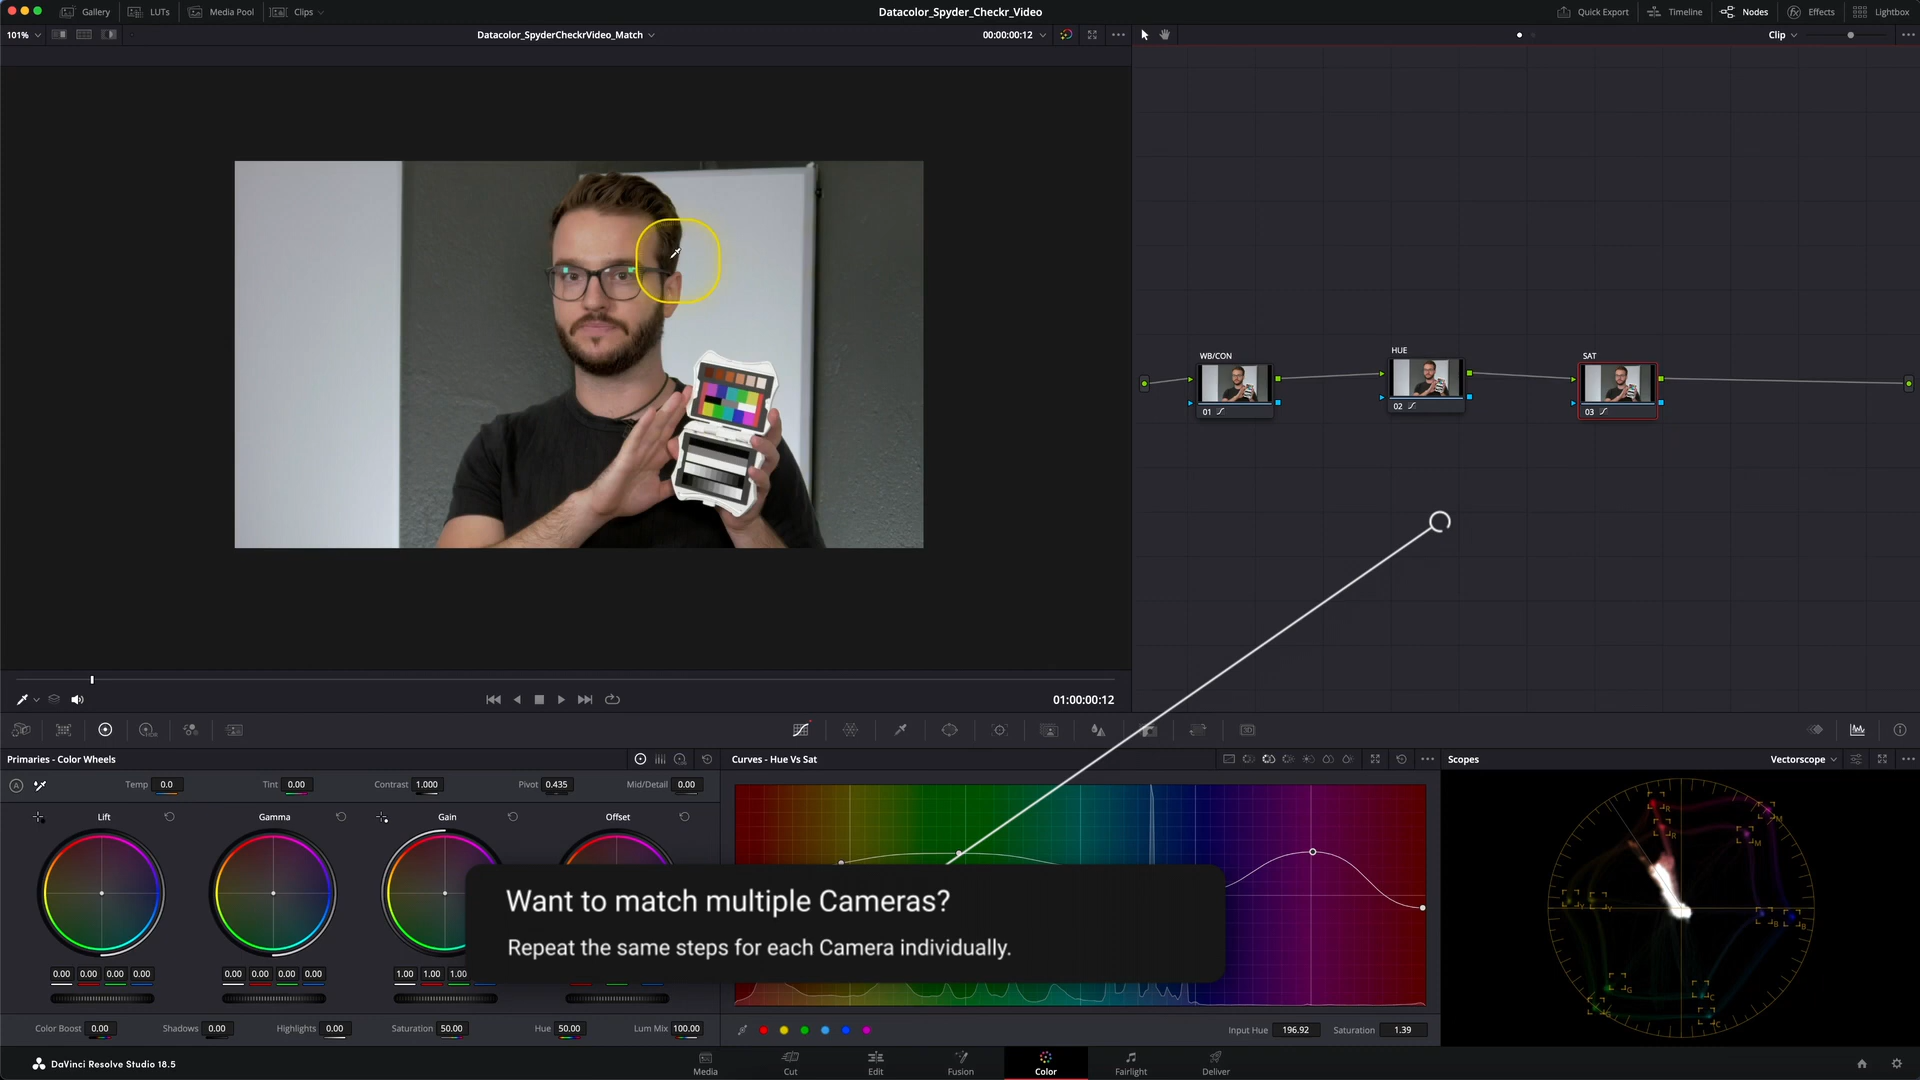 Gallery LUTs Media Pool Clips Datacolor_Spyder_Checkr_Video Quick Export Timeline Nodes Effects Lightbox
101% Datacolor_SpyderCheckrVideo_Match 00:00:00:12 Clip
WB/CON
HUE
SAT
01
02
03
01:00:00:12
Primaries - Color Wheels
Curves - Hue Vs Sat
Scopes
Vectorscope
Temp 0.0 Tint 0.00 Contrast 1.000 Pivot 0.435 Mid/Detail 0.00
Lift Gamma Gain Offset
Want to match multiple Cameras?
Repeat the same steps for each Camera individually.
0.00 0.00 0.00 0.00 0.00 0.00 0.00 0.00 1.00 1.00 1.00
Color Boost 0.00 Shadows 0.00 Highlights 0.00 Saturation 50.00 Hue 50.00 Lum Mix 100.00
Input Hue 196.92 Saturation 1.39
R
R
M
M
Y
Y
B
B
G
C
C
DaVinci Resolve Studio 18.5
Media Cut Edit Fusion Color Fairlight Deliver